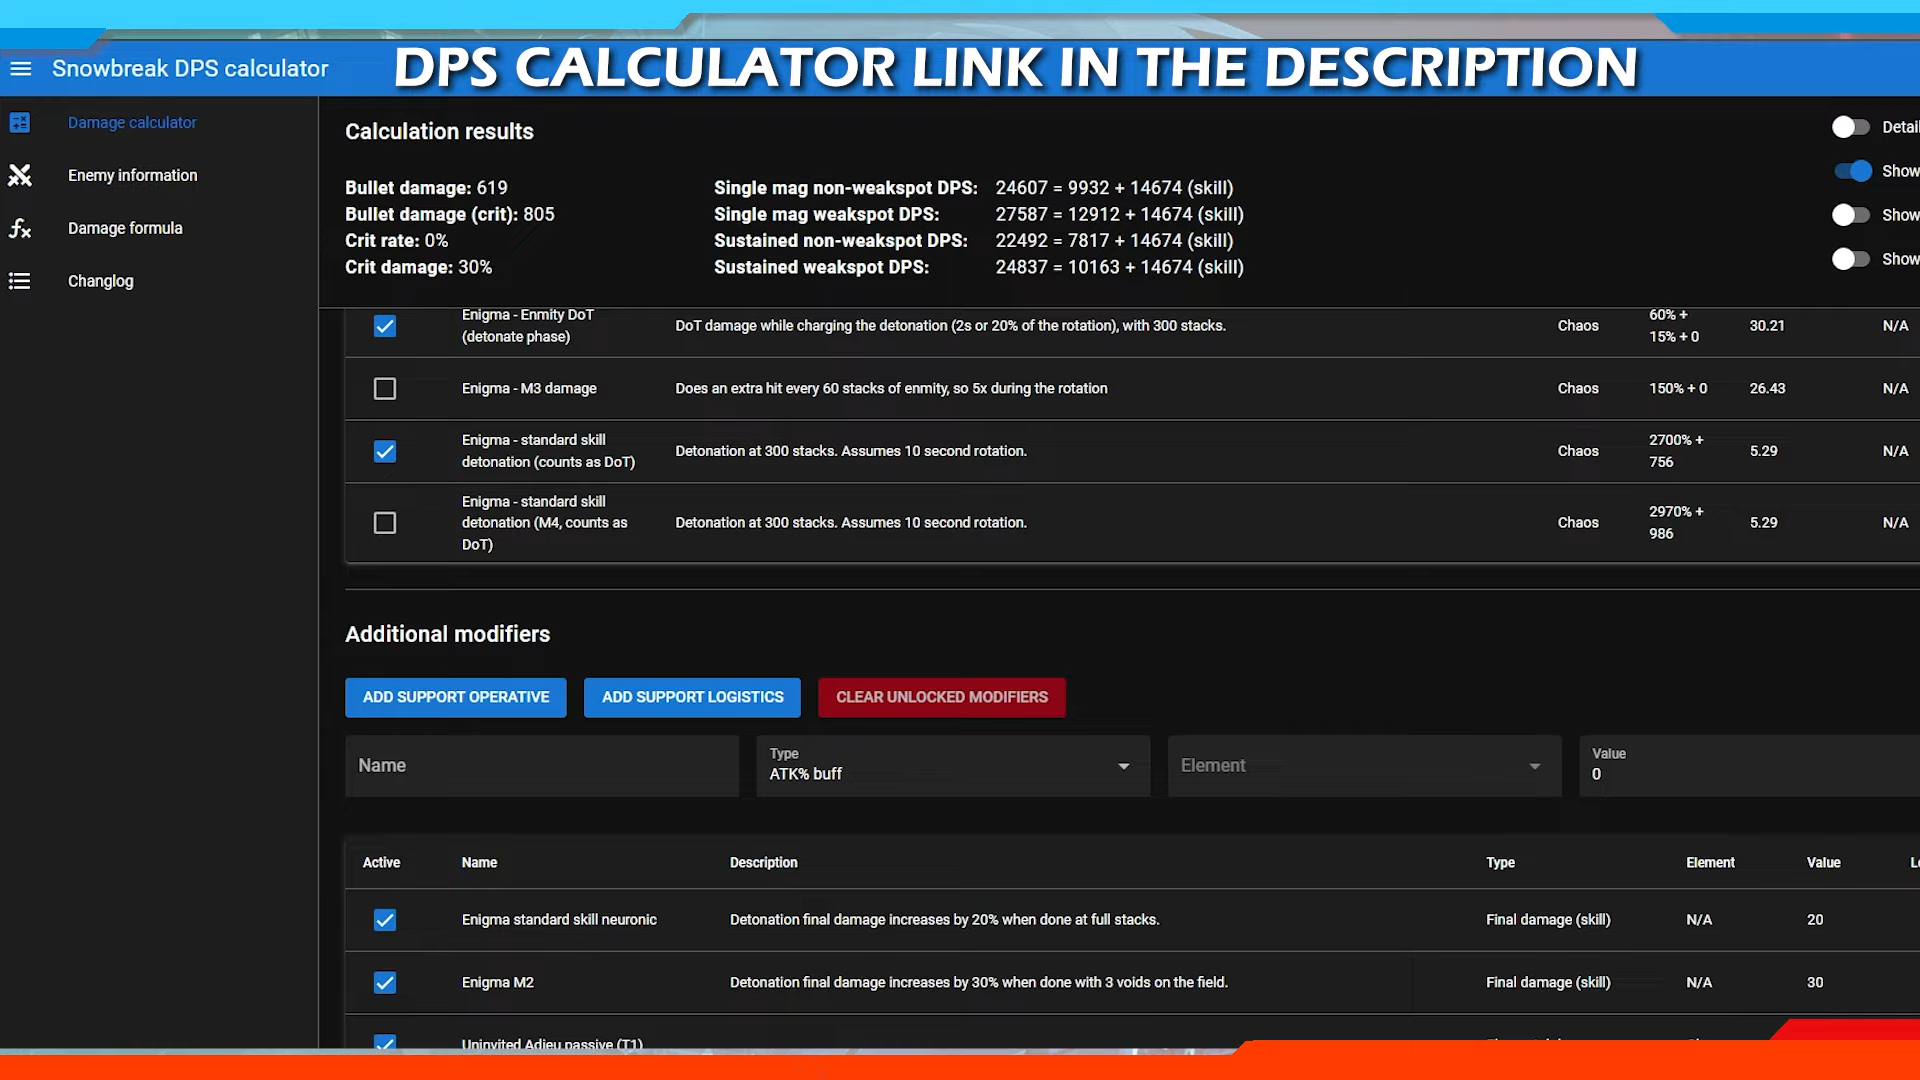 DPS CALCULATOR LINK IN THE DESCRIPTION
Snowbreak DPS calculator
Damage calculator
Enemy information
Damage formula
Changlog
Calculation results
Bullet damage: 619
Bullet damage (crit): 805
Crit rate: 0%
Crit damage: 30%
Single mag non-weakspot DPS: 24607 = 9932 + 14674 (skill)
Single mag weakspot DPS: 27587 = 12912 + 14674 (skill)
Sustained non-weakspot DPS: 22492 = 7817 + 14674 (skill)
Sustained weakspot DPS: 24837 = 10163 + 14674 (skill)
Detail
Show
Show
Show
Enigma - Enmity DoT
(detonate phase)
DoT damage while charging the detonation (2s or 20% of the rotation), with 300 stacks.
Chaos
60% +
15% + 0
30.21
N/A
Enigma - M3 damage
Does an extra hit every 60 stacks of enmity, so 5x during the rotation
Chaos
150% + 0
26.43
N/A
Enigma - standard skill
detonation (counts as DoT)
Detonation at 300 stacks. Assumes 10 second rotation.
Chaos
2700% +
756
5.29
N/A
Enigma - standard skill
detonation (M4, counts as
DoT)
Detonation at 300 stacks. Assumes 10 second rotation.
Chaos
2970% +
986
5.29
N/A
Additional modifiers
ADD SUPPORT OPERATIVE
ADD SUPPORT LOGISTICS
CLEAR UNLOCKED MODIFIERS
Name
Type
ATK% buff
Element
Value
0
Active Name Description Type Element Value
Enigma standard skill neuronic
Detonation final damage increases by 20% when done at full stacks.
Final damage (skill)
N/A
20
Enigma M2
Detonation final damage increases by 30% when done with 3 voids on the field.
Final damage (skill)
N/A
30
Uninvited Adieu passive (T1)